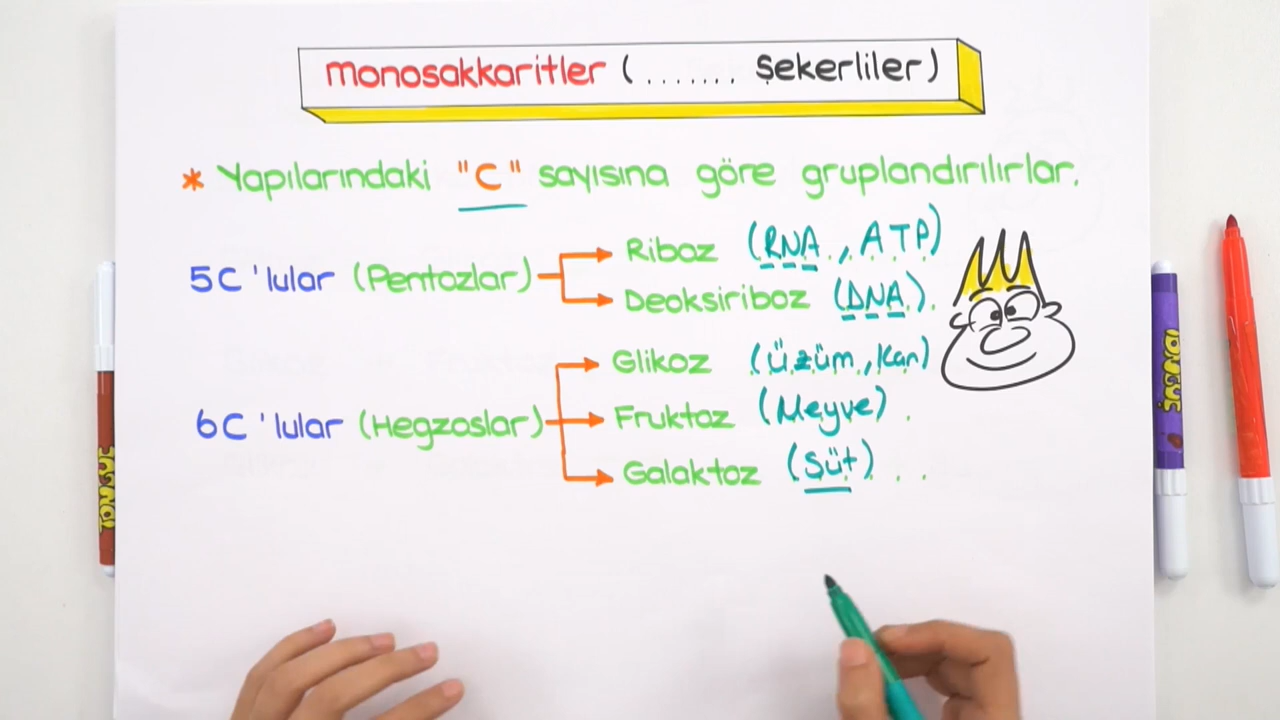 Monosakkaritler (....... Şekerliler)
* Yapılarındaki "C" sayısına göre gruplandırılırlar.
5C'lular (Pentozlar)
Riboz (RNA, ATP)
Deoksiriboz (DNA).
6C'lular (Hegzoslar)
Glikoz (Üzüm, Kan)
Fruktoz (Meyve) .
Galaktoz (Süt) . .